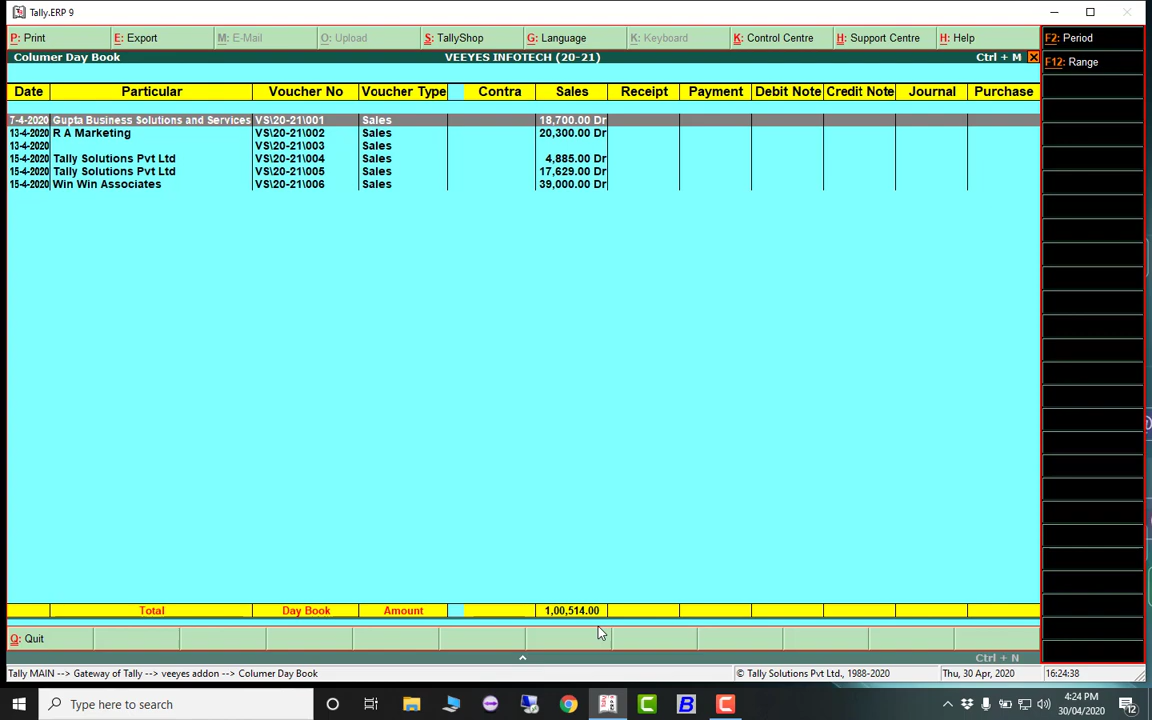 Tally.ERP 9
P: Print E: Export M: E-Mail O: Upload S: TallyShop G: Language K: Keyboard K: Control Centre H: Support Centre H: Help F2: Period
Columer Day Book VEEYES INFOTECH (20-21) Ctrl + M
F12: Range
Date Particular Voucher No Voucher Type Contra Sales Receipt Payment Debit Note Credit Note Journal Purchase
7-4-2020 Gupta Business Solutions and Services VS\20-21\001 Sales 18,700.00 Dr
13-4-2020 R A Marketing VS\20-21\002 Sales 20,300.00 Dr
13-4-2020 VS\20-21\003 Sales
15-4-2020 Tally Solutions Pvt Ltd VS\20-21\004 Sales 4,885.00 Dr
15-4-2020 Tally Solutions Pvt Ltd VS\20-21\005 Sales 17,629.00 Dr
15-4-2020 Win Win Associates VS\20-21\006 Sales 39,000.00 Dr
Total Day Book Amount 1,00,514.00
Q: Quit
Ctrl + N
Tally MAIN --> Gateway of Tally --> veeyes addon --> Columer Day Book © Tally Solutions Pvt Ltd., 1988-2020 Thu, 30 Apr, 2020 16:24:38
Type here to search
4:24 PM
30/04/2020
12